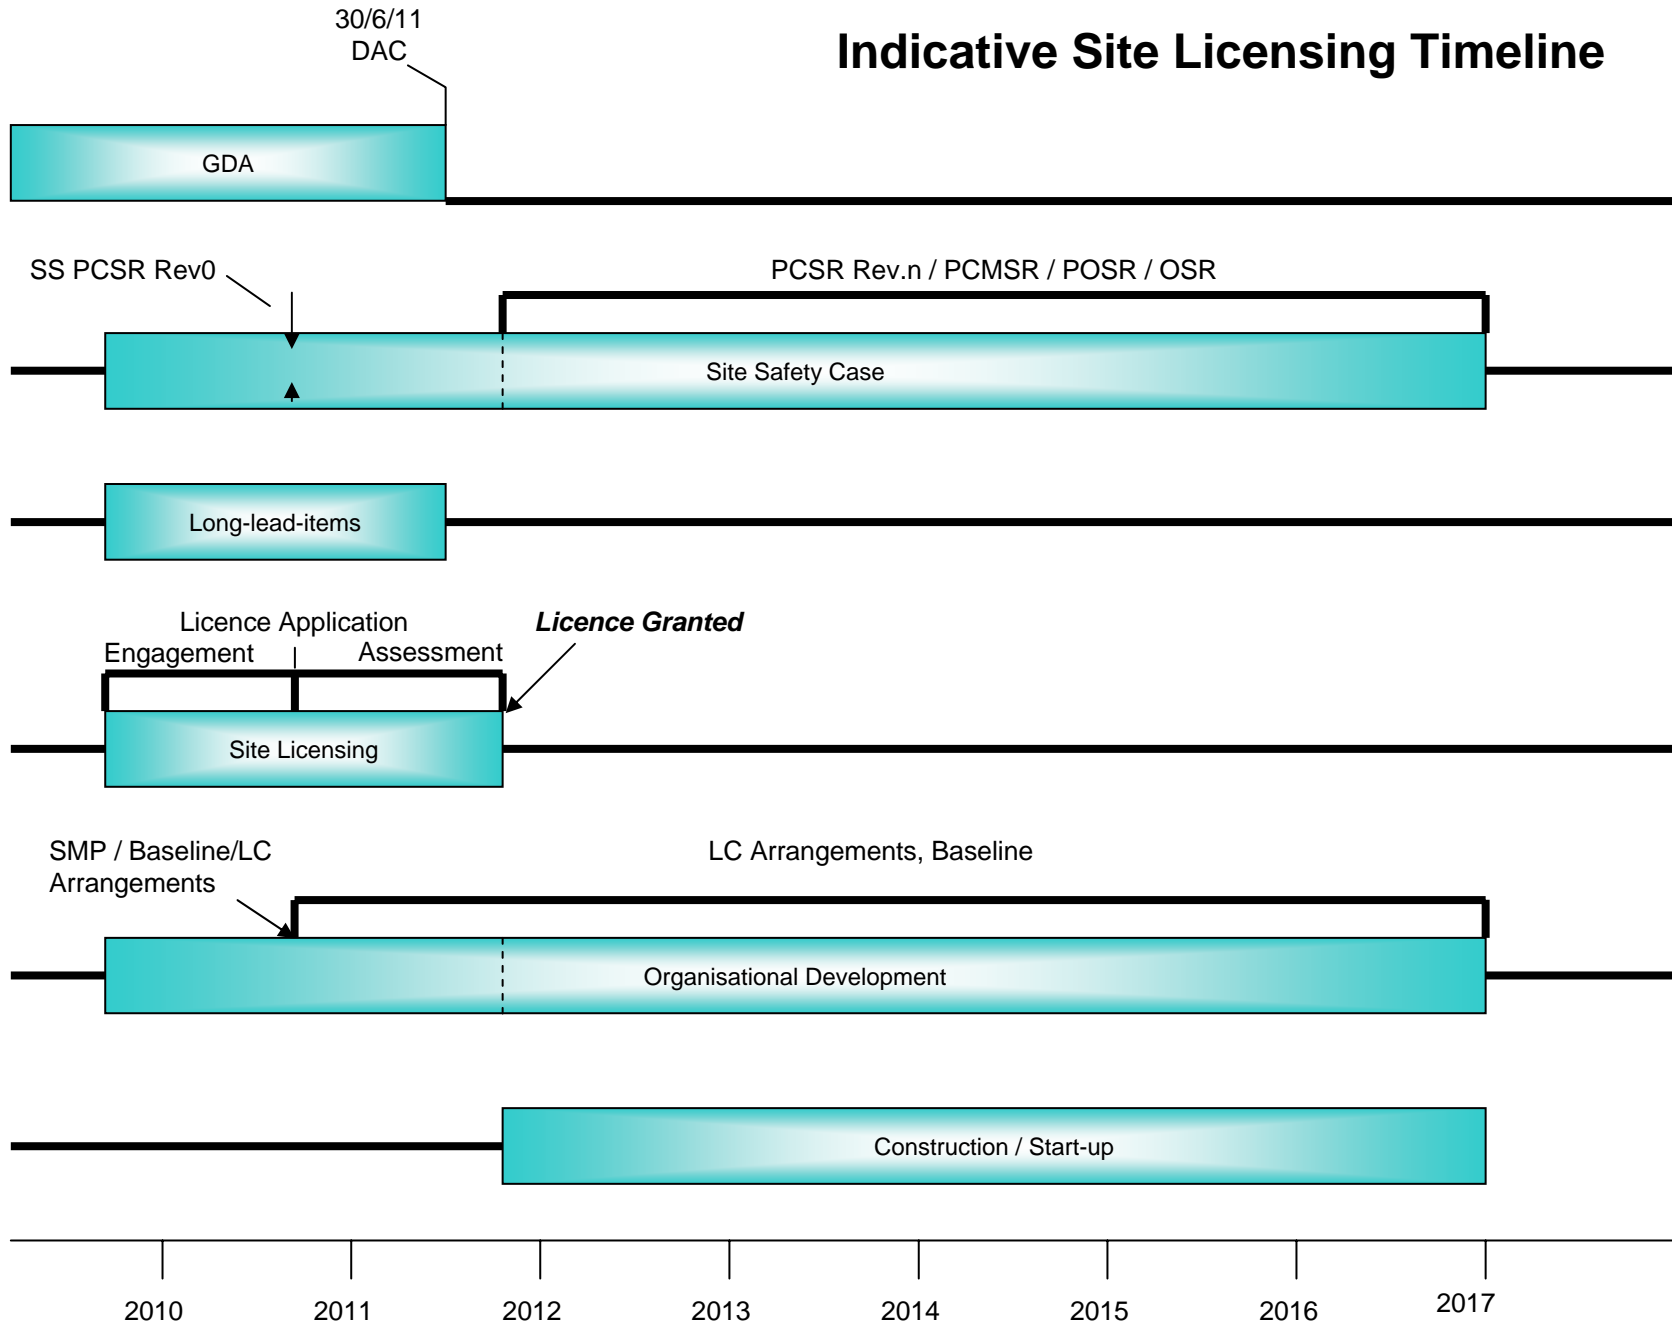 30/6/11
DAC
Indicative Site Licensing Timeline
GDA
SS PCSR Rev0
PCSR Rev.n / PCMSR / POSR / OSR
Site Safety Case
Long-lead-items
Licence Application
Engagement
Assessment
Licence Granted
Site Licensing
SMP / Baseline/LC
Arrangements
LC Arrangements, Baseline
Organisational Development
Construction / Start-up
2010
2011
2012
2013
2014
2015
2016
2017